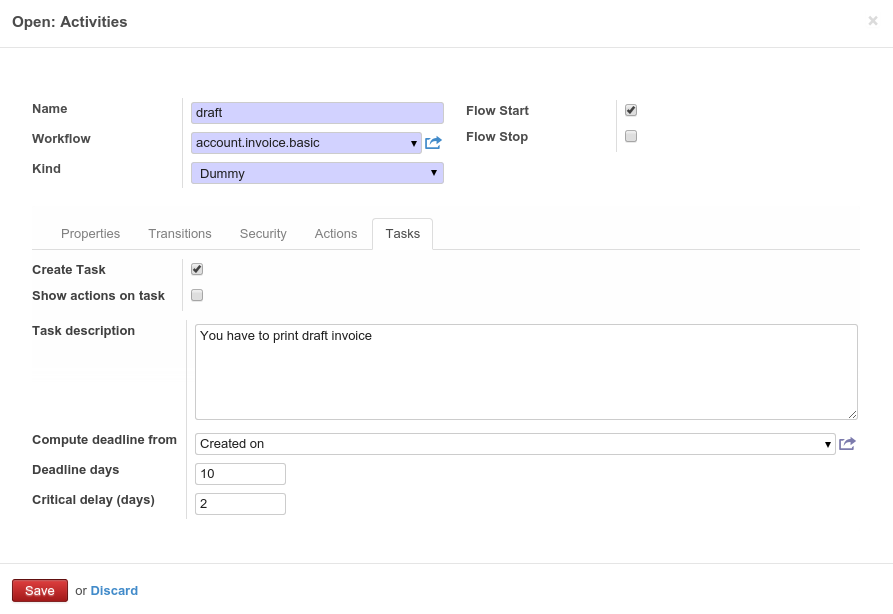 Open: Activities
×
Name
draft
Flow Start
Workflow
account.invoice.basic
Flow Stop
Kind
Dummy
Properties Transitions Security Actions Tasks
Create Task
Show actions on task
Task description
You have to print draft invoice
Compute deadline from
Created on
Deadline days
10
Critical delay (days)
2
Save or Discard